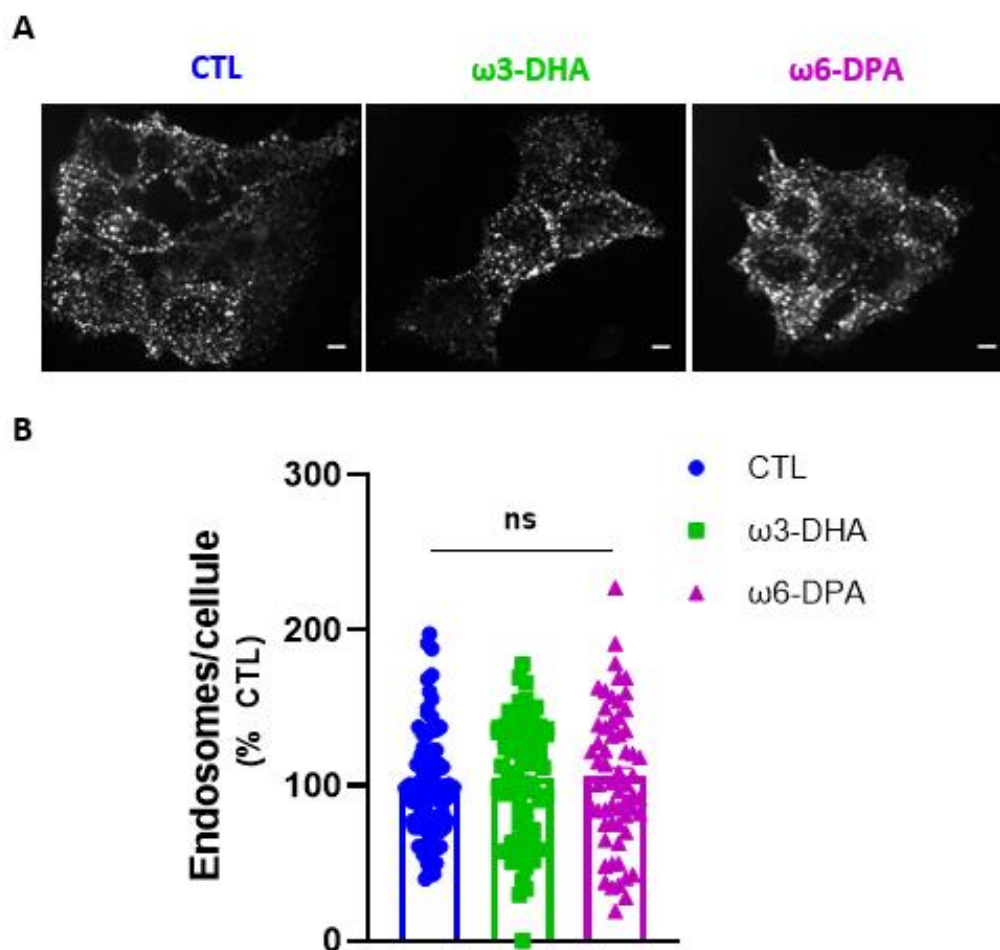 A
CTL ω3-DHA ω6-DPA
B
Endosomes/cellule
(% CTL)
300
200
100
0
ns
CTL
ω3-DHA
ω6-DPA